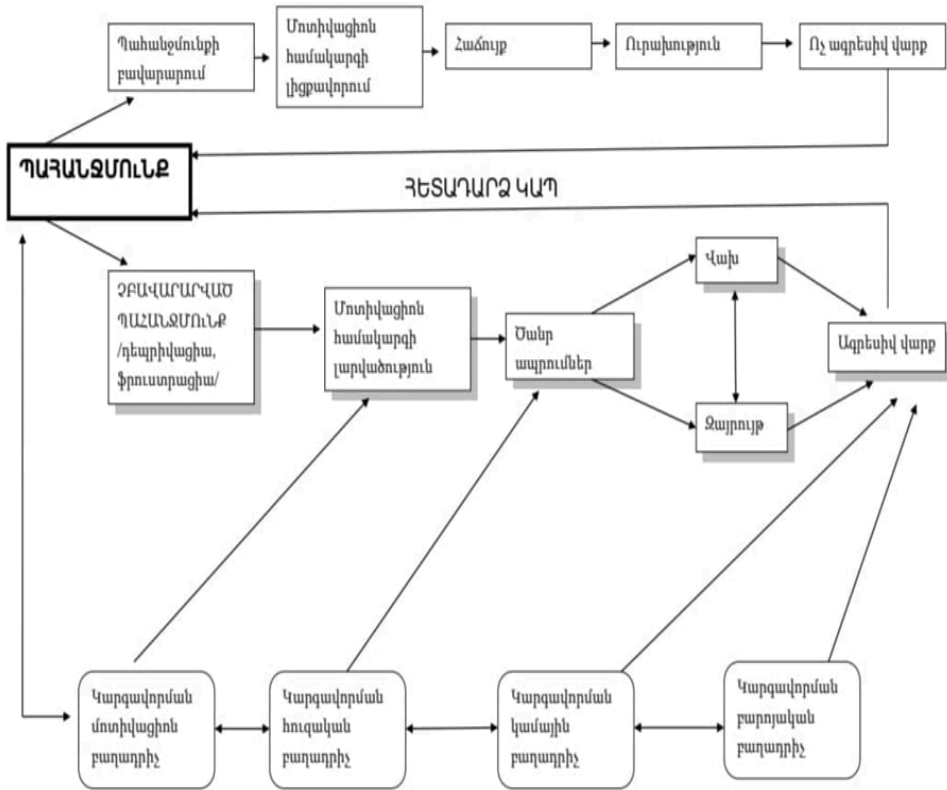 Պահանջմունքի
բավարարում
Մոտիվացիոն
համակարգի
լիցքավորում
Հաճույք
Ուրախություն
Ոչ ագրեսիվ վարք
ՊԱՀԱՆՋՄՈւՆՔ
ՀԵՏԱԴԱՐՁ ԿԱՊ
ՉԲԱՎԱՐԱՐՎԱԾ
ՊԱՀԱՆՋՄՈւՆՔ
/դեպրիվացիա,
ֆրուստրացիա/
Մոտիվացիոն
համակարգի
լարվածություն
Ծանր
ապրումներ
Վախ
Զայրույթ
Ագրեսիվ վարք
Կարգավորման
մոտիվացիոն
բաղադրիչ
Կարգավորման
հուզական
բաղադրիչ
Կարգավորման
կամային
բաղադրիչ
Կարգավորման
բարոյական
բաղադրիչ